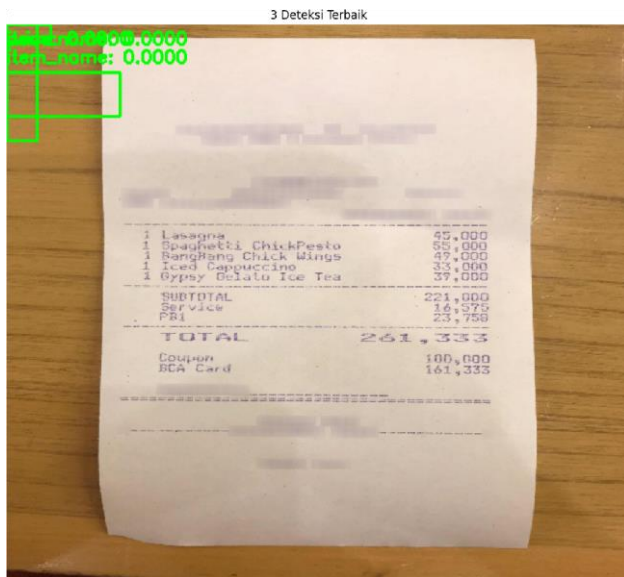 3 Deteksi Terbaik
0.0000
item_name: 0.0000
1 Lasagna 45,000
1 Spaghetti ChickPesto 55,000
1 BangBang Chick Wings
1 Iced Cappuccino 33,000
1 Gypsy Gelato Ice Tea 37,000
SUBTOTAL 221,000
Service 16,575
PB1 23,758
TOTAL 261,333
Coupon 100,000
BCA Card 161,333